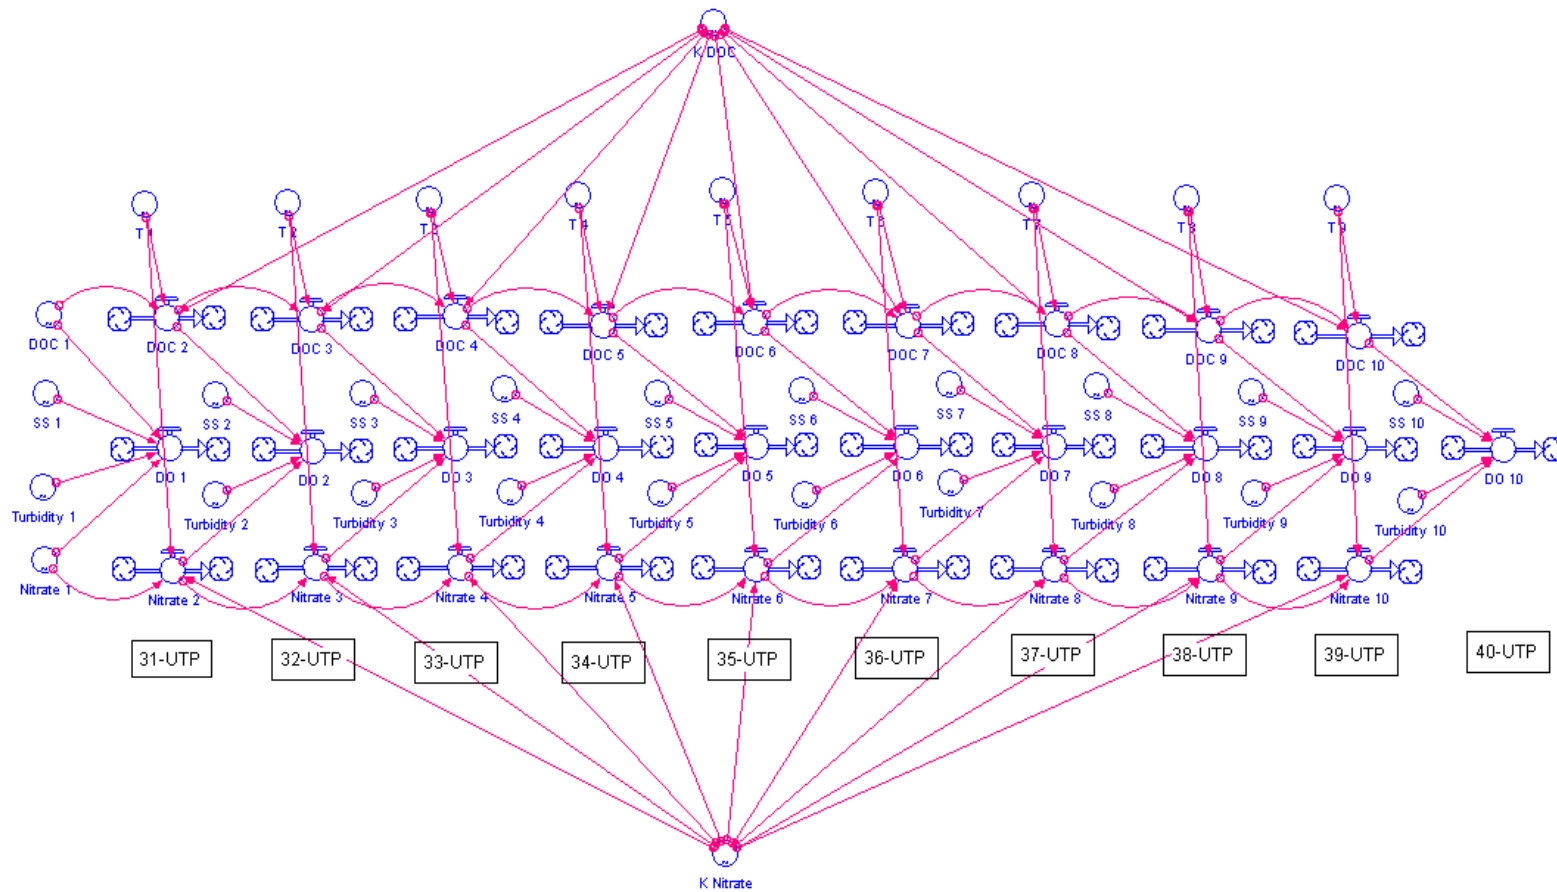 K DOC
T 1
T 2
T 3
T 4
T 5
T 6
T 7
T 8
T 9
DOC 1
DOC 2
DOC 3
DOC 4
DOC 5
DOC 6
DOC 7
DOC 8
DOC 9
DOC 10
SS 1
SS 2
SS 3
SS 4
SS 5
SS 6
SS 7
SS 8
SS 9
SS 10
DO 1
DO 2
DO 3
DO 4
DO 5
DO 6
DO 7
DO 8
DO 9
DO 10
Turbidity 1
Turbidity 2
Turbidity 3
Turbidity 4
Turbidity 5
Turbidity 6
Turbidity 7
Turbidity 8
Turbidity 9
Turbidity 10
Nitrate 1
Nitrate 2
Nitrate 3
Nitrate 4
Nitrate 5
Nitrate 6
Nitrate 7
Nitrate 8
Nitrate 9
Nitrate 10
31-UTP
32-UTP
33-UTP
34-UTP
35-UTP
36-UTP
37-UTP
38-UTP
39-UTP
40-UTP
K Nitrate